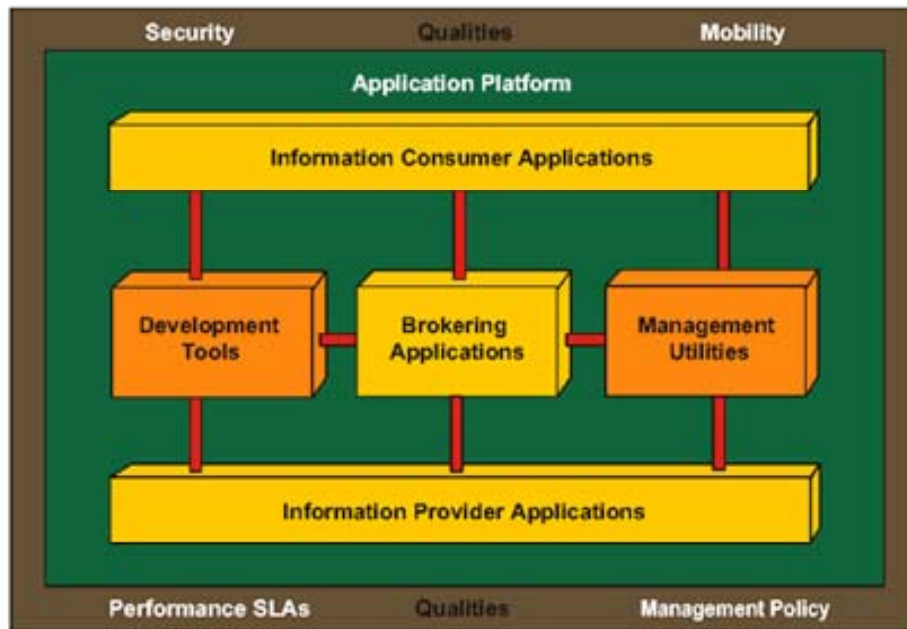 Security Qualities Mobility
Application Platform
Information Consumer Applications
Development Tools
Brokering Applications
Management Utilities
Information Provider Applications
Performance SLAs Qualities Management Policy